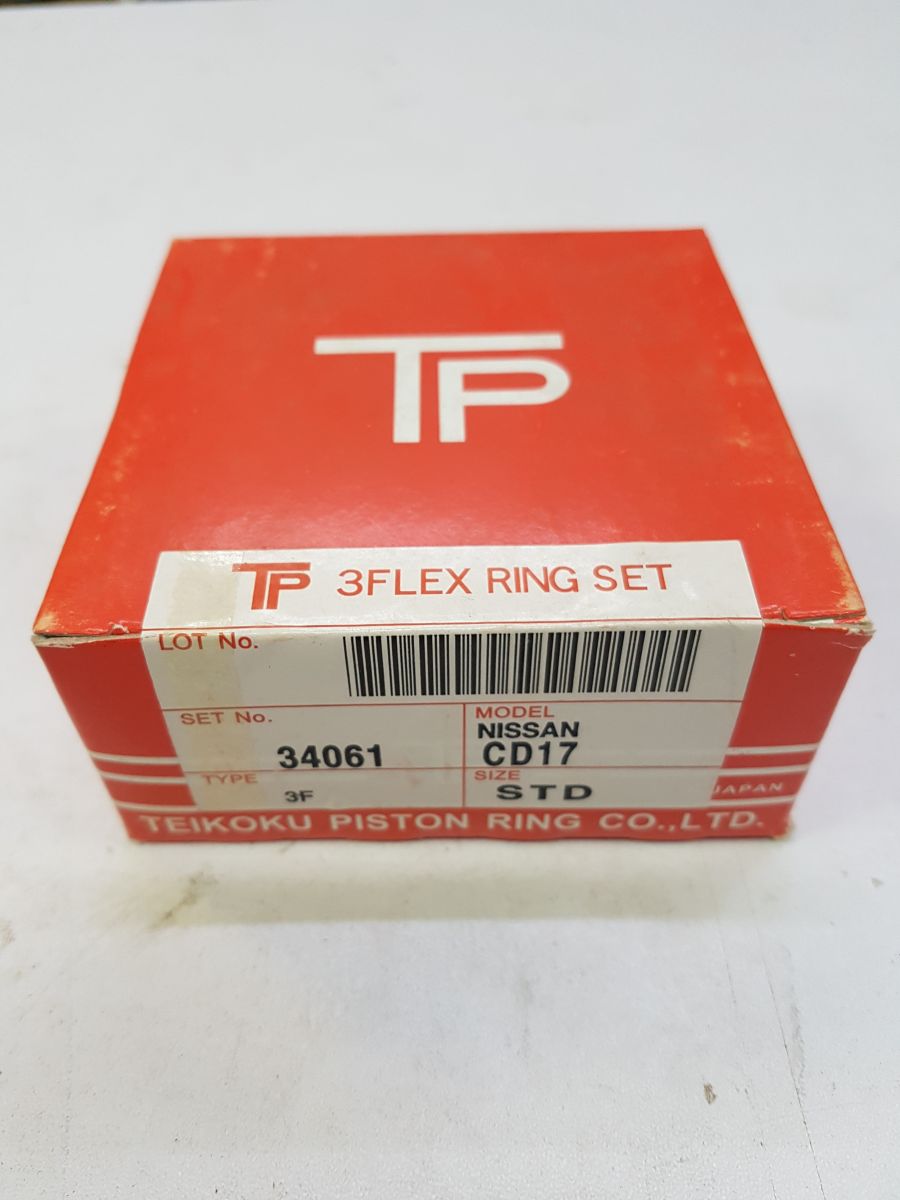 TP
TP 3FLEX RING SET
LOT No.
SET No.
34061
MODEL
NISSAN
CD17
TYPE
3F
SIZE
STD
JAPAN
TEIKOKU PISTON RING CO.,LTD.